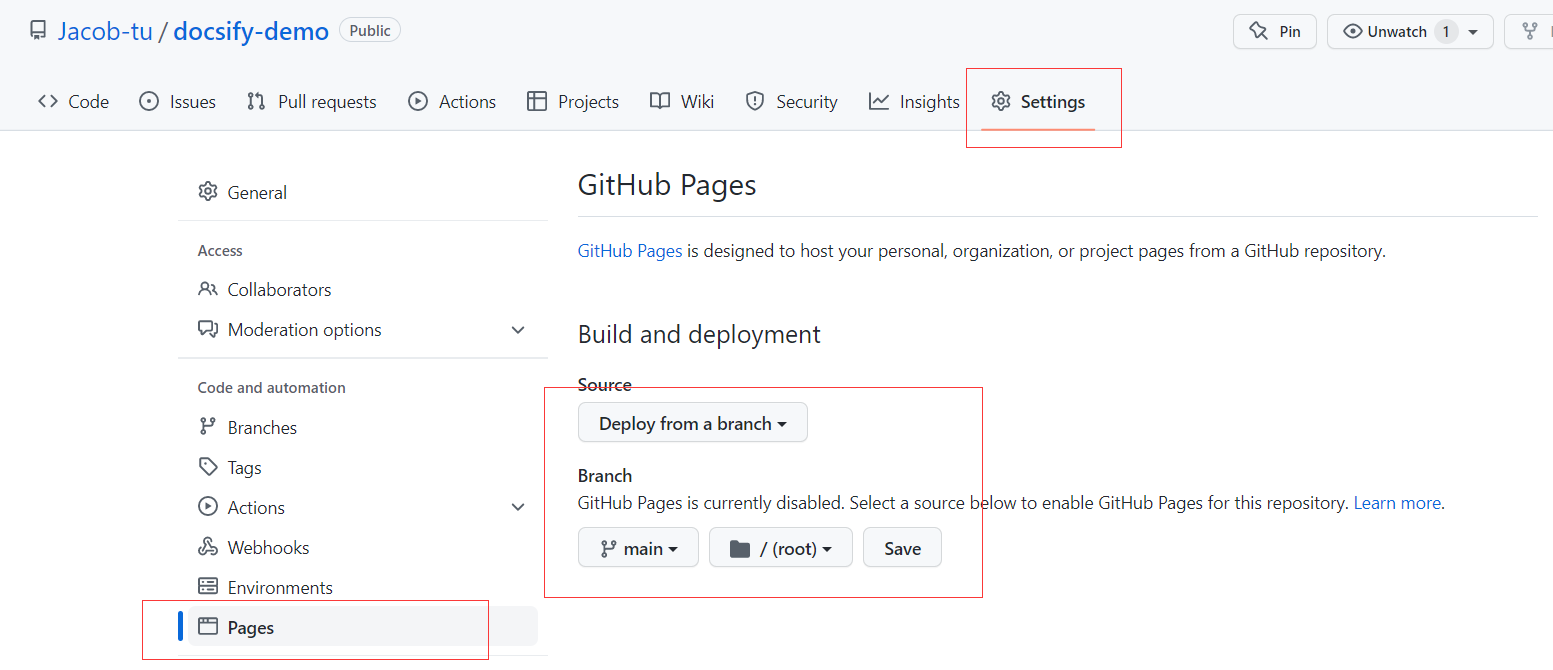 Jacob-tu / docsify-demo Public
Pin Unwatch 1
Code Issues Pull requests Actions Projects Wiki Security Insights Settings
General
Access
Collaborators
Moderation options
Code and automation
Branches
Tags
Actions
Webhooks
Environments
Pages
GitHub Pages
GitHub Pages is designed to host your personal, organization, or project pages from a GitHub repository.
Build and deployment
Source
Deploy from a branch
Branch
GitHub Pages is currently disabled. Select a source below to enable GitHub Pages for this repository. Learn more.
main / (root) Save